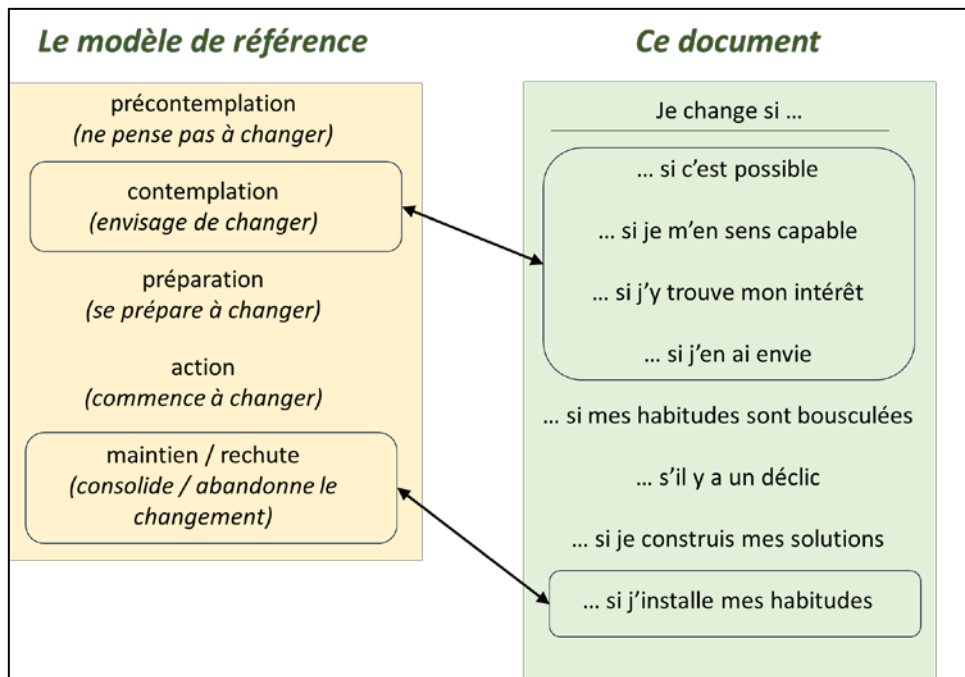 Le modèle de référence
précontemplation
(ne pense pas à changer)
contemplation
(envisage de changer)
préparation
(se prépare à changer)
action
(commence à changer)
maintien / rechute
(consolide / abandonne le
changement)
Ce document
Je change si ...
... si c’est possible
... si je m’en sens capable
... si j’y trouve mon intérêt
... si j’en ai envie
... si mes habitudes sont bousculées
... s’il y a un déclic
... si je construis mes solutions
... si j’installe mes habitudes